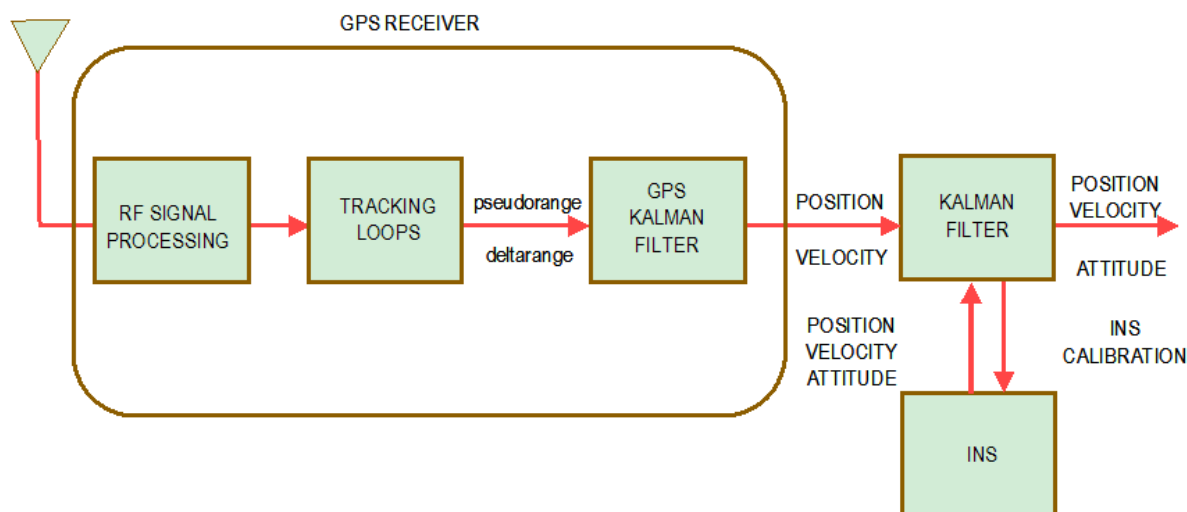 GPS RECEIVER
RF SIGNAL
PROCESSING
TRACKING
LOOPS
pseudorange
deltarange
GPS
KALMAN
FILTER
POSITION
VELOCITY
KALMAN
FILTER
POSITION
VELOCITY
ATTITUDE
POSITION
VELOCITY
ATTITUDE
INS
CALIBRATION
INS